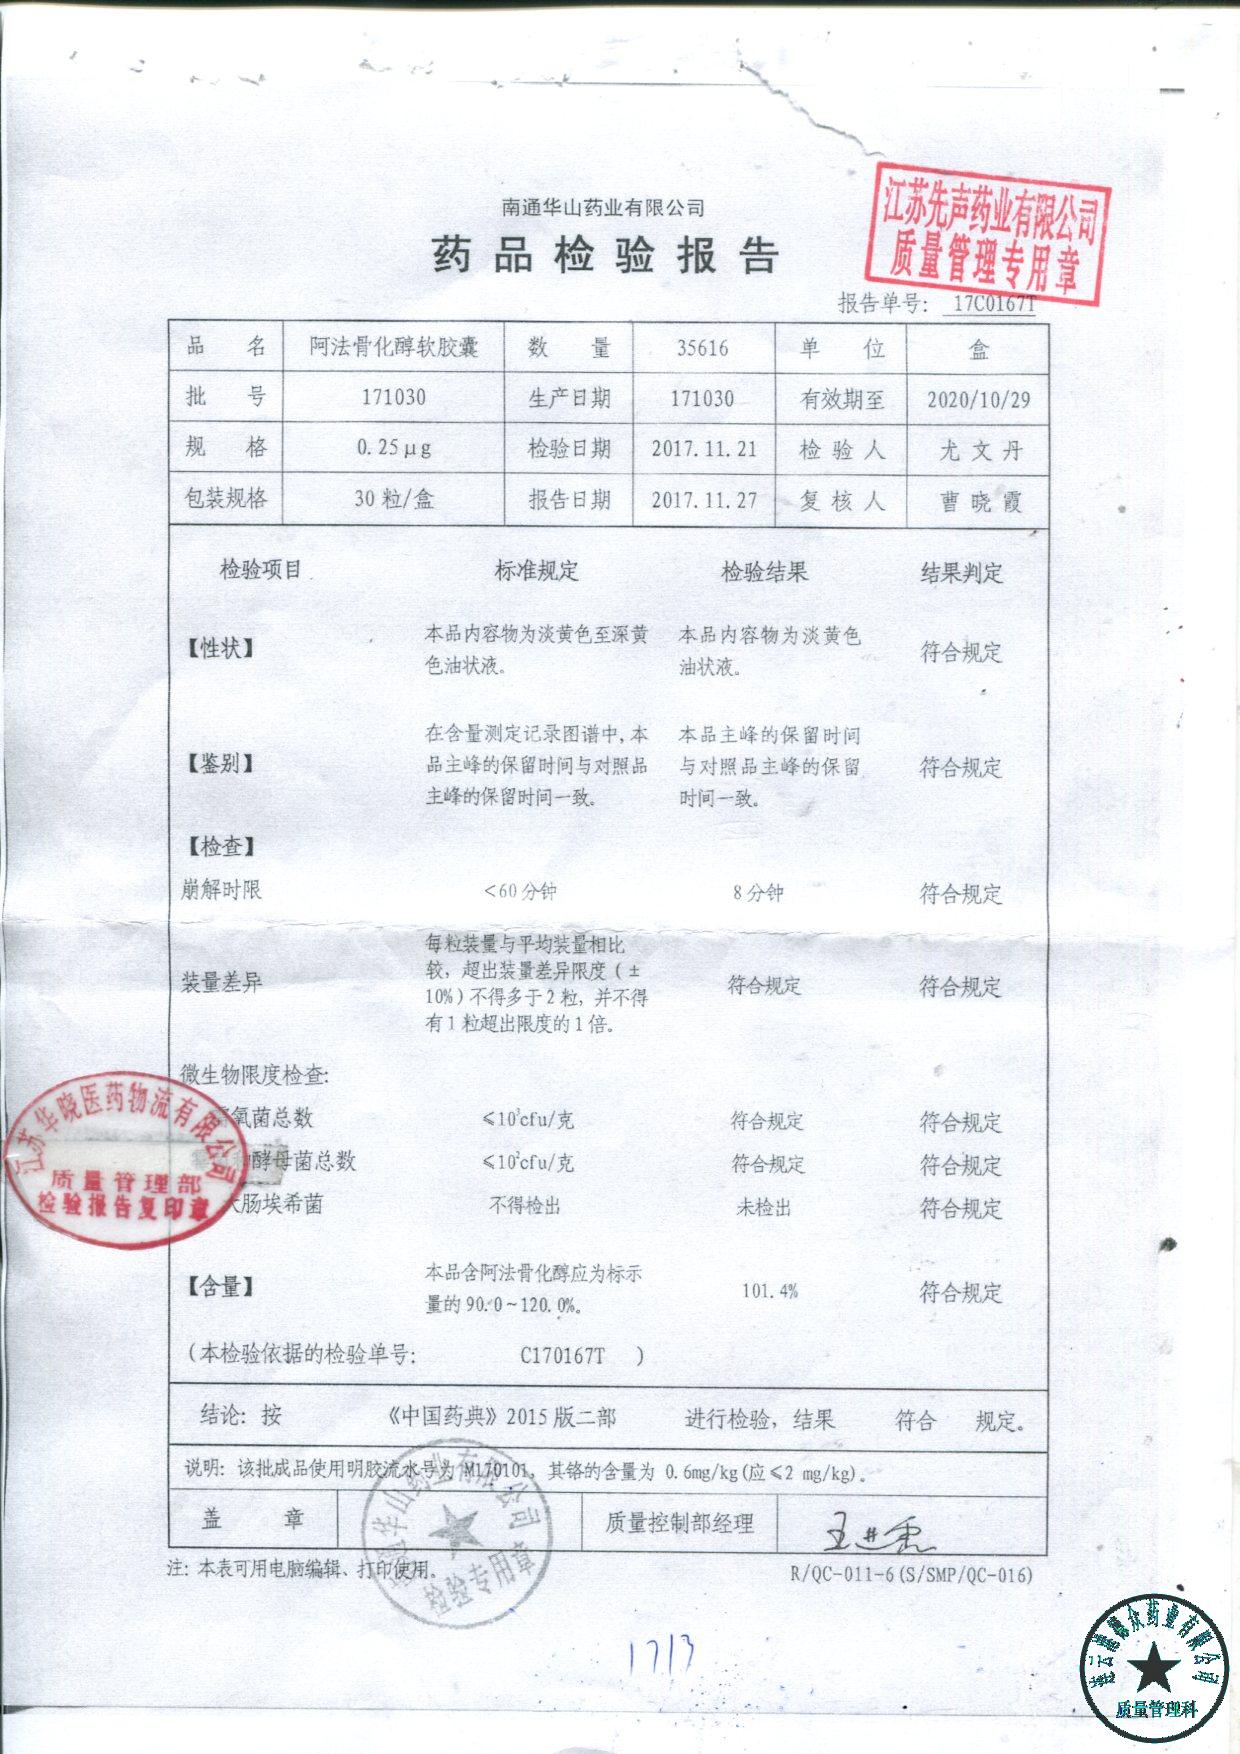 南通华山药业有限公司
药品检验报告
江苏先声药业有限公司
质量管理专用章
报告单号: 17C0167T
品 名 阿法骨化醇软胶囊 数 量 35616 单 位 盒
批 号 171030 生产日期 171030 有效期至 2020/10/29
规 格 0.25μg 检验日期 2017.11.21 检 验 人 尤 文 丹
包装规格 30粒/盒 报告日期 2017.11.27 复 核 人 曹 晓 霞
检验项目 标准规定 检验结果 结果判定
【性状】 本品内容物为淡黄色至深黄 本品内容物为淡黄色 符合规定
色油状液。 油状液。
在含量测定记录图谱中,本 本品主峰的保留时间
【鉴别】 品主峰的保留时间与对照品 与对照品主峰的保留 符合规定
主峰的保留时间一致。 时间一致。
【检查】
崩解时限 <60分钟 8分钟 符合规定
每粒装量与平均装量相比
装量差异 较, 超出装量差异限度(± 符合规定 符合规定
10%)不得多于2粒, 并不得
有1粒超出限度的1倍。
微生物限度检查:
氧菌总数 ≤10³cfu/克 符合规定 符合规定
酵母菌总数 ≤10²cfu/克 符合规定 符合规定
大肠埃希菌 不得检出 未检出 符合规定
江苏华晓医药物流有限公司
质量管理部
检验报告复印章
【含量】 本品含阿法骨化醇应为标示 101.4% 符合规定
量的90.0~120.0%。
(本检验依据的检验单号: C170167T )
结论: 按 《中国药典》2015版二部 进行检验, 结果 符合 规定。
说明: 该批成品使用明胶流水号为 M170101, 其铬的含量为 0.6mg/kg(应≤2 mg/kg)。
盖 章 质量控制部经理
南通华山药业有限公司
检验专用章
注: 本表可用电脑编辑、打印使用。 R/QC-011-6(S/SMP/QC-016)
1713
质量管理科